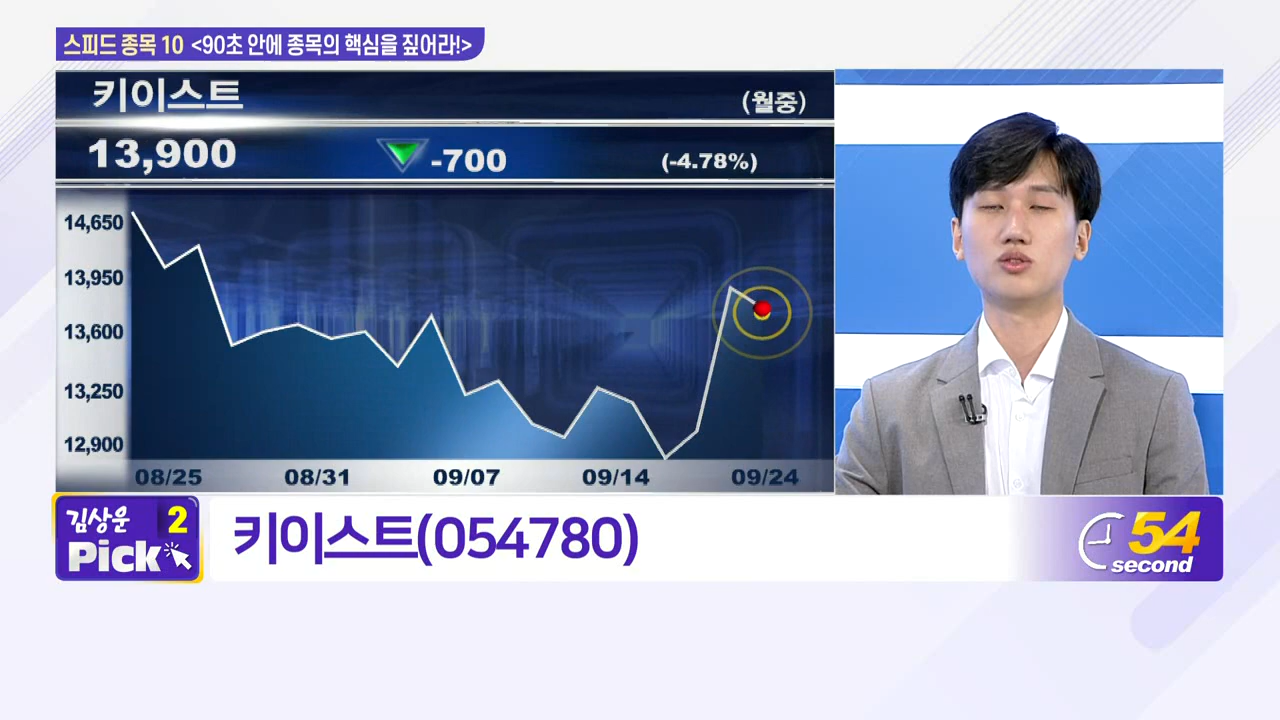 스피드 종목 10 <90초 안에 종목의 핵심을 짚어라!>
키이스트
(월중)
13,900 -700 (-4.78%)
14,650
13,950
13,600
13,250
12,900
08/25 08/31 09/07 09/14 09/24
김상운 2
Pick
키이스트(054780)
54
second